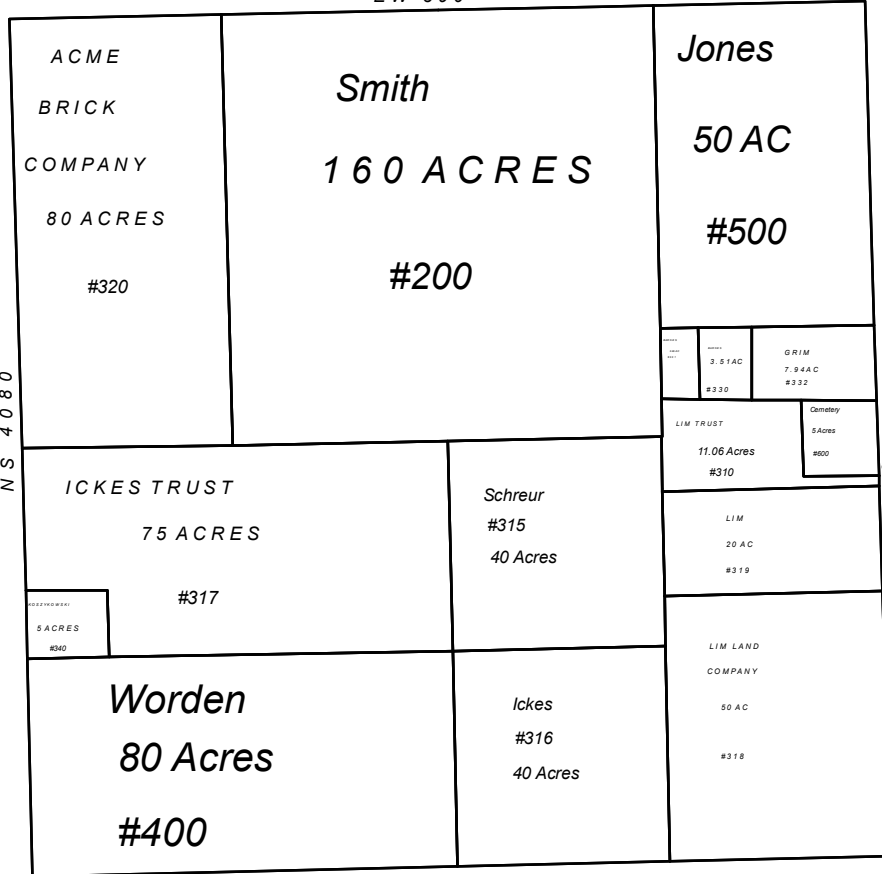 ACME
BRICK
COMPANY
80 ACRES
#320
Smith
160 ACRES
#200
Jones
50 AC
#500
NS 4080
3.51AC
#330
GRIM
7.94AC
#332
LIM TRUST
11.06 Acres
#310
Cemetery
5 Acres
#600
ICKES TRUST
75 ACRES
#317
Schreur
#315
40 Acres
LIM
20 AC
#319
KOSZYKOWSKI
5 ACRES
#340
Worden
80 Acres
#400
Ickes
#316
40 Acres
LIM LAND
COMPANY
50 AC
#318